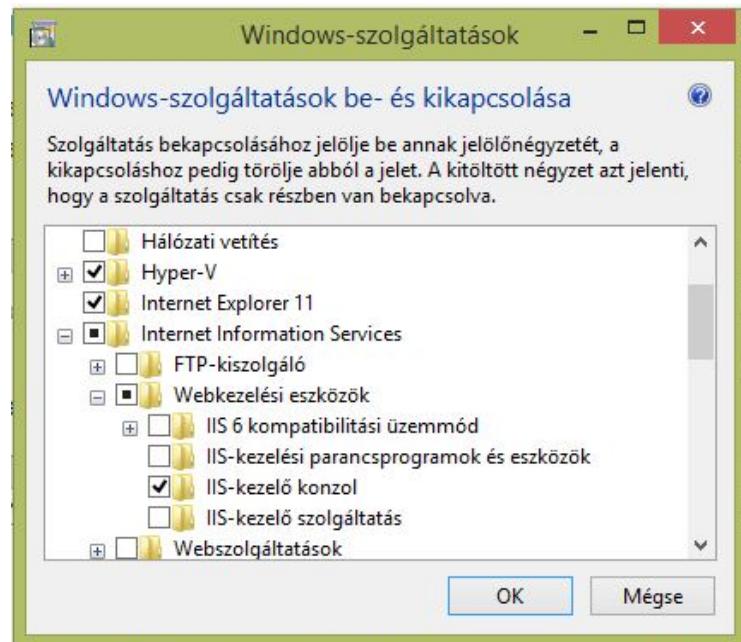 Windows-szolgáltatások
Windows-szolgáltatások be- és kikapcsolása
Szolgáltatás bekapcsolásához jelölje be annak jelölőnégyzetét, a
kikapcsoláshoz pedig törölje abból a jelet. A kitöltött négyzet azt jelenti,
hogy a szolgáltatás csak részben van bekapcsolva.
Hálózati vetítés
Hyper-V
Internet Explorer 11
Internet Information Services
FTP-kiszolgáló
Webkezelési eszközök
IIS 6 kompatibilitási üzemmód
IIS-kezelési parancsprogramok és eszközök
IIS-kezelő konzol
IIS-kezelő szolgáltatás
Webszolgáltatások
OK
Mégse